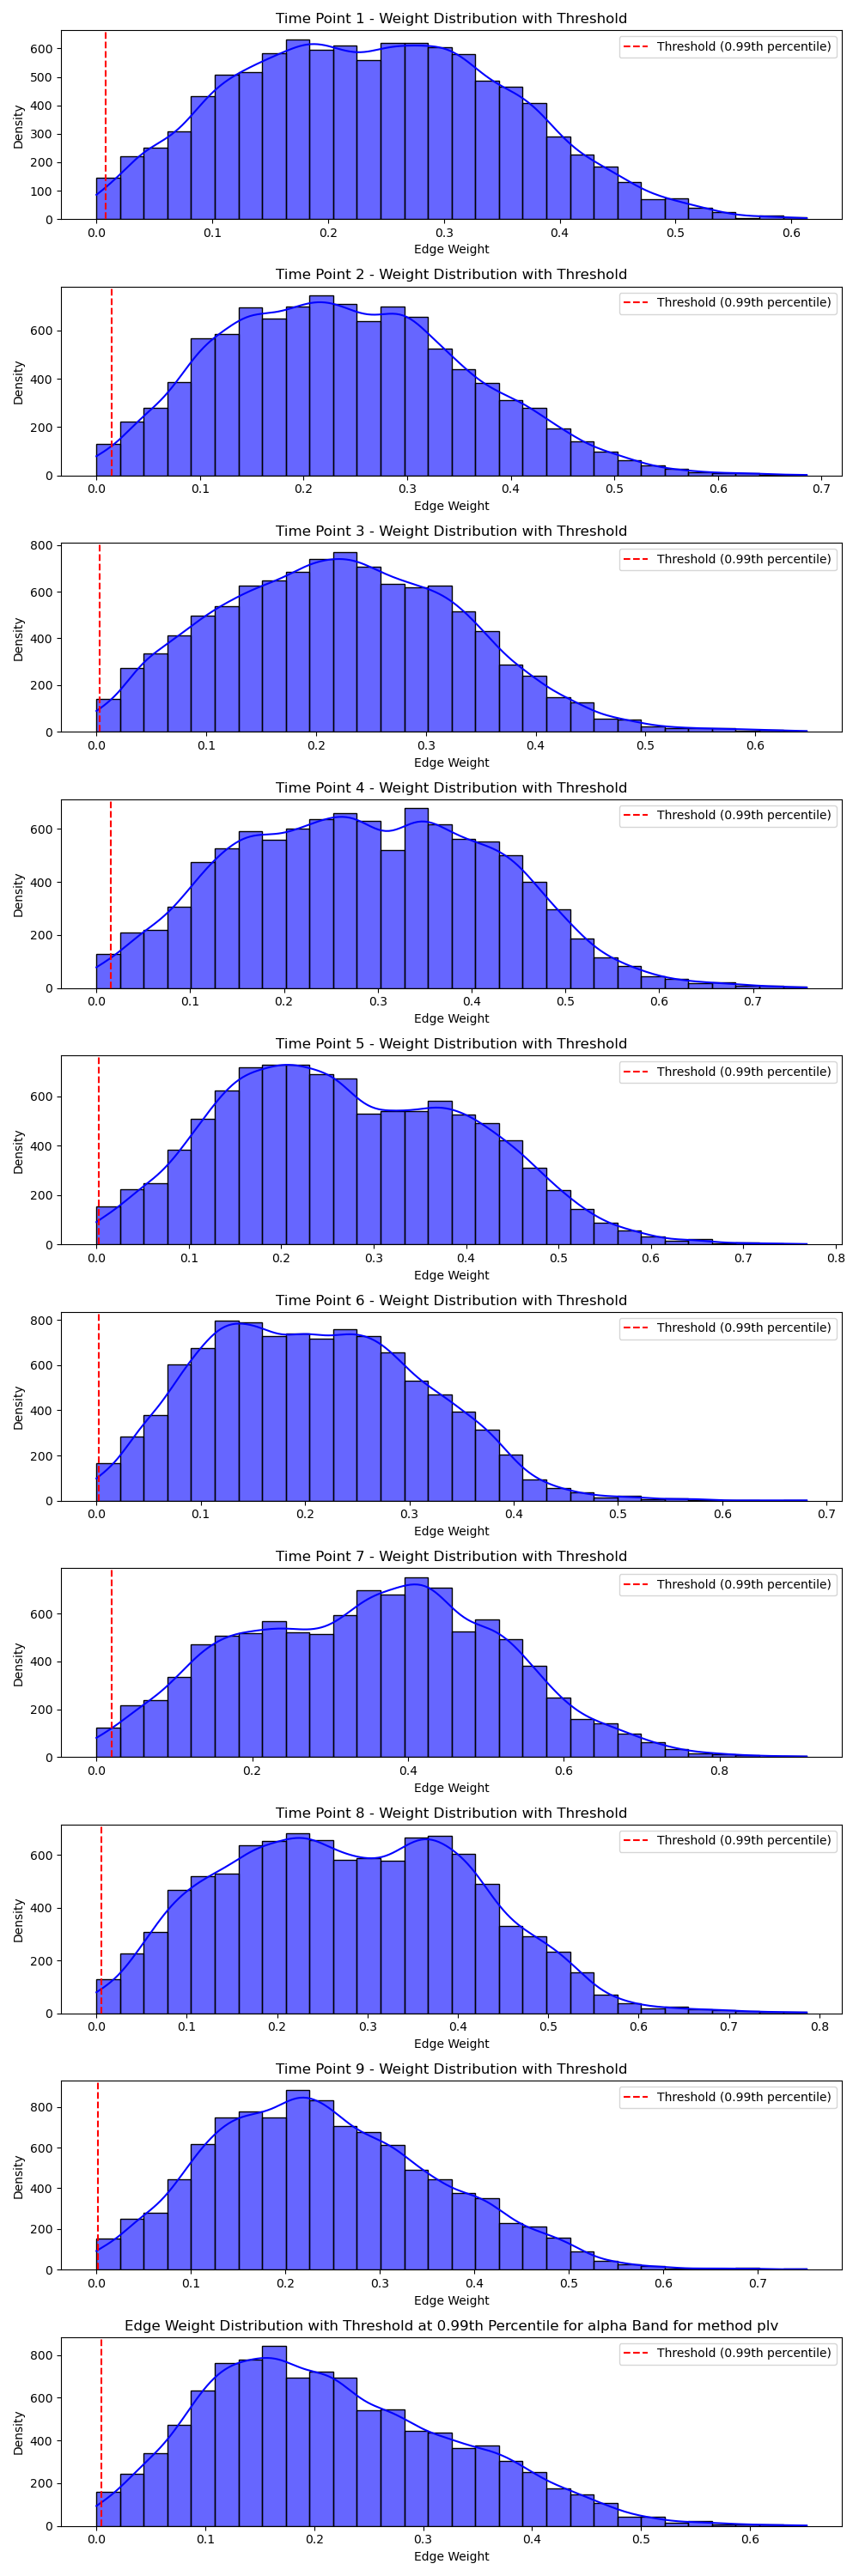 Time Point 1 - Weight Distribution with Threshold
Threshold (0.99th percentile)
Density
600
500
400
300
200
100
0
0.0 0.1 0.2 0.3 0.4 0.5 0.6
Edge Weight
Time Point 2 - Weight Distribution with Threshold
Threshold (0.99th percentile)
Density
600
400
200
0
0.0 0.1 0.2 0.3 0.4 0.5 0.6 0.7
Edge Weight
Time Point 3 - Weight Distribution with Threshold
Threshold (0.99th percentile)
Density
800
600
400
200
0
0.0 0.1 0.2 0.3 0.4 0.5 0.6
Edge Weight
Time Point 4 - Weight Distribution with Threshold
Threshold (0.99th percentile)
Density
600
400
200
0
0.0 0.1 0.2 0.3 0.4 0.5 0.6 0.7
Edge Weight
Time Point 5 - Weight Distribution with Threshold
Threshold (0.99th percentile)
Density
600
400
200
0
0.0 0.1 0.2 0.3 0.4 0.5 0.6 0.7 0.8
Edge Weight
Time Point 6 - Weight Distribution with Threshold
Threshold (0.99th percentile)
Density
800
600
400
200
0
0.0 0.1 0.2 0.3 0.4 0.5 0.6 0.7
Edge Weight
Time Point 7 - Weight Distribution with Threshold
Threshold (0.99th percentile)
Density
600
400
200
0
0.0 0.2 0.4 0.6 0.8
Edge Weight
Time Point 8 - Weight Distribution with Threshold
Threshold (0.99th percentile)
Density
600
400
200
0
0.0 0.1 0.2 0.3 0.4 0.5 0.6 0.7 0.8
Edge Weight
Time Point 9 - Weight Distribution with Threshold
Threshold (0.99th percentile)
Density
800
600
400
200
0
0.0 0.1 0.2 0.3 0.4 0.5 0.6 0.7
Edge Weight
Edge Weight Distribution with Threshold at 0.99th Percentile for alpha Band for method plv
Threshold (0.99th percentile)
Density
800
600
400
200
0
0.0 0.1 0.2 0.3 0.4 0.5 0.6
Edge Weight